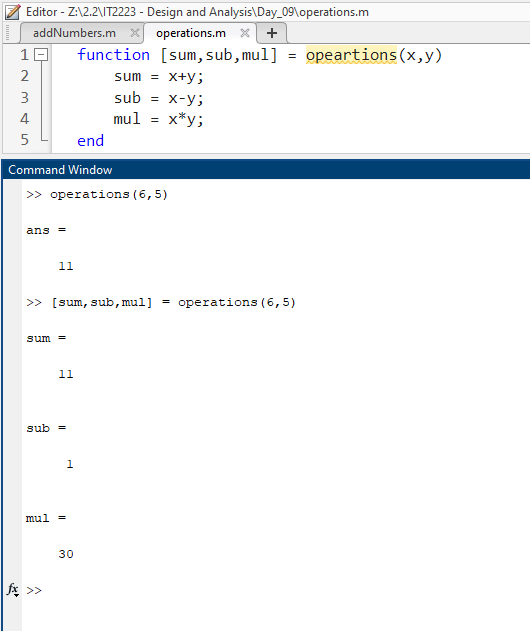 Editor - Z:\2.2\IT2223 - Design and Analysis\Day_09\operations.m
addNumbers.m × operations.m × +
1 function [sum,sub,mul] = opeartions(x,y)
2 sum = x+y;
3 sub = x-y;
4 mul = x*y;
5 end
Command Window
>> operations(6,5)
ans =
11
>> [sum,sub,mul] = operations(6,5)
sum =
11
sub =
1
mul =
30
fx >>